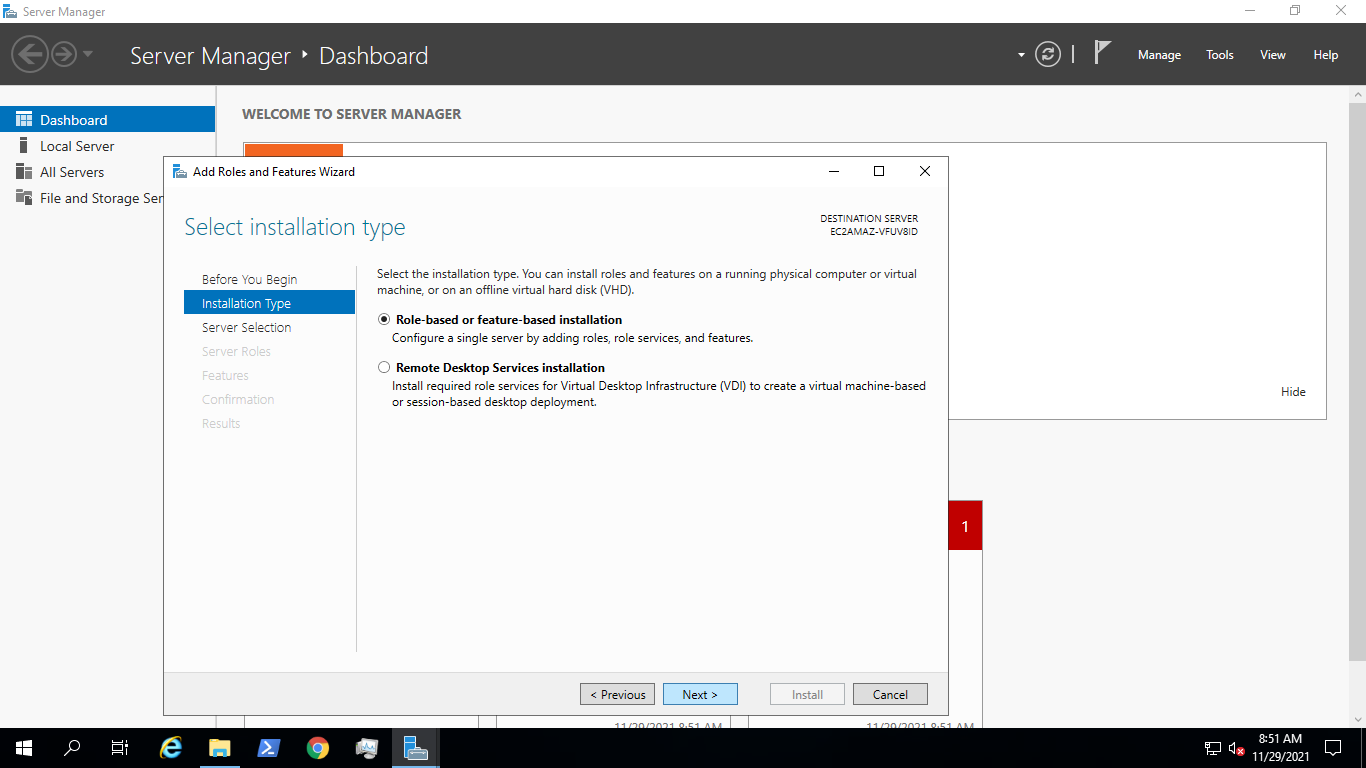 Server Manager
Server Manager ‣ Dashboard
Manage Tools View Help
Dashboard
Local Server
All Servers
File and Storage Ser
WELCOME TO SERVER MANAGER
Add Roles and Features Wizard
Select installation type
DESTINATION SERVER
EC2AMAZ-VFUV8ID
Before You Begin
Installation Type
Server Selection
Server Roles
Features
Confirmation
Results
Select the installation type. You can install roles and features on a running physical computer or virtual
machine, or on an offline virtual hard disk (VHD).
Role-based or feature-based installation
Configure a single server by adding roles, role services, and features.
Remote Desktop Services installation
Install required role services for Virtual Desktop Infrastructure (VDI) to create a virtual machine-based
or session-based desktop deployment.
Hide
1
< Previous Next > Install Cancel
11/29/2021 8:51 AM 11/29/2021 8:51 AM
8:51 AM
11/29/2021